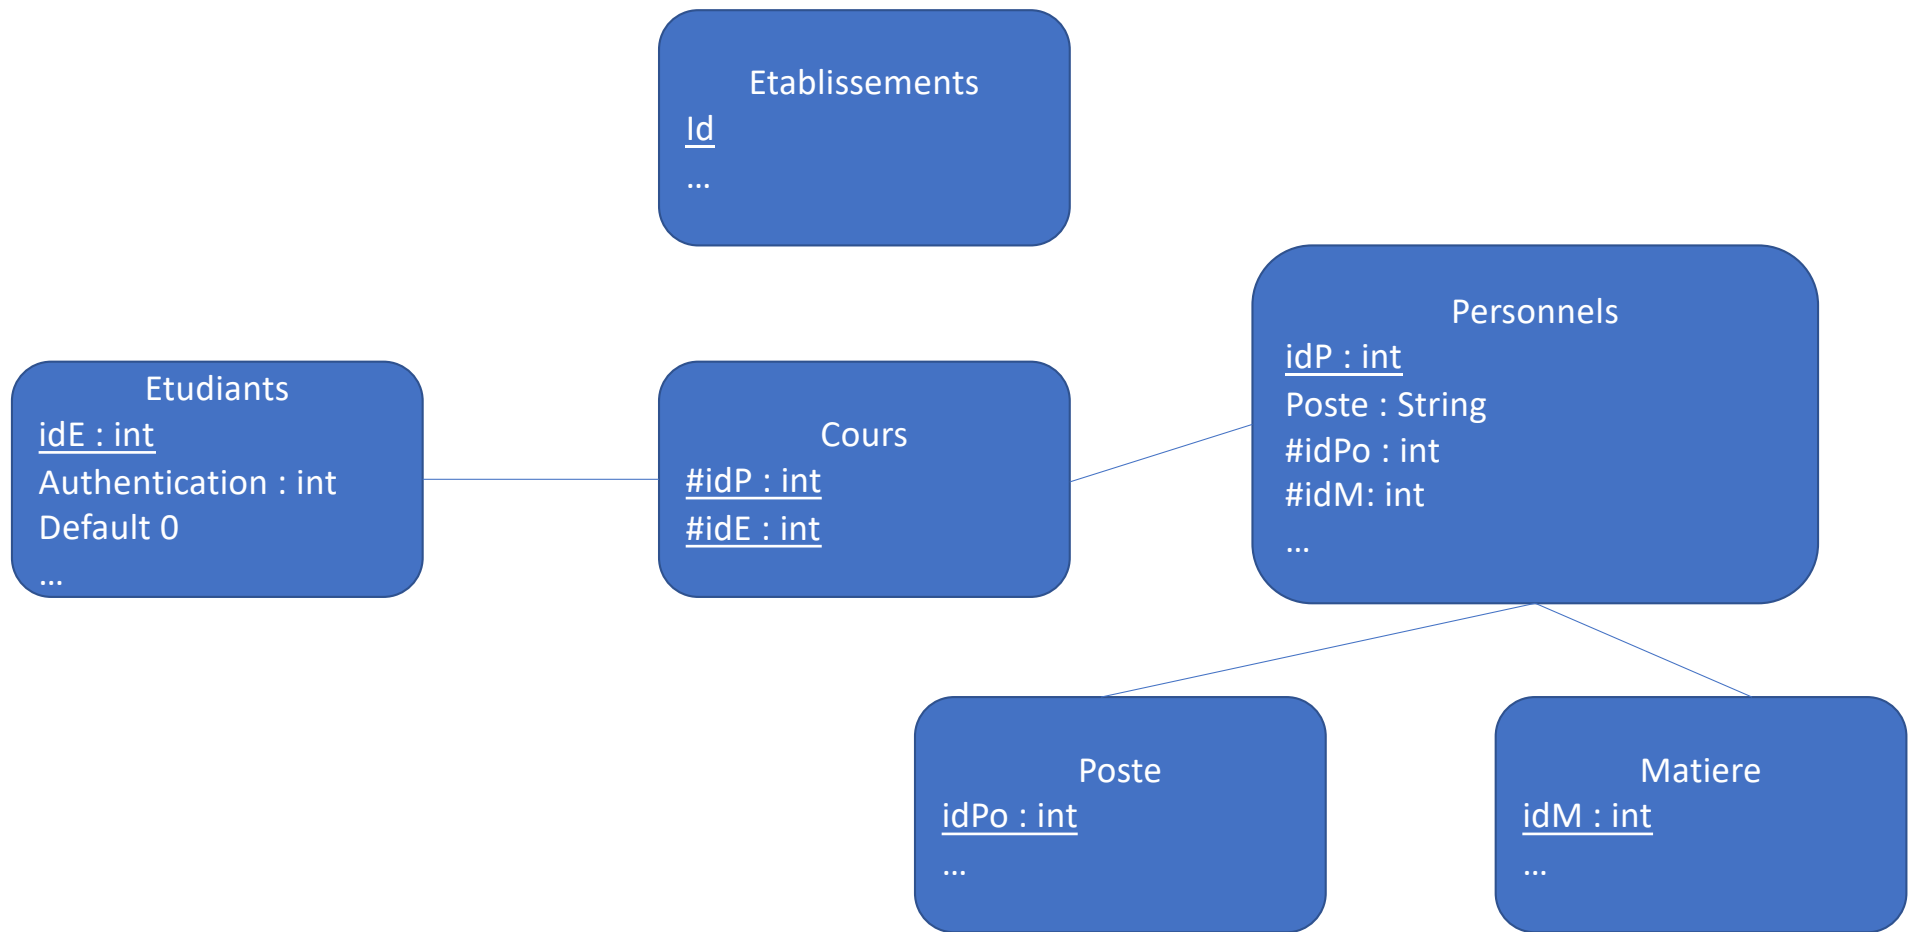 Etablissements
Id
...
Etudiants
idE : int
Authentication : int
Default 0
...
Cours
#idP : int
#idE : int
Personnels
idP : int
Poste : String
#idPo : int
#idM: int
...
Poste
idPo : int
...
Matiere
idM : int
...